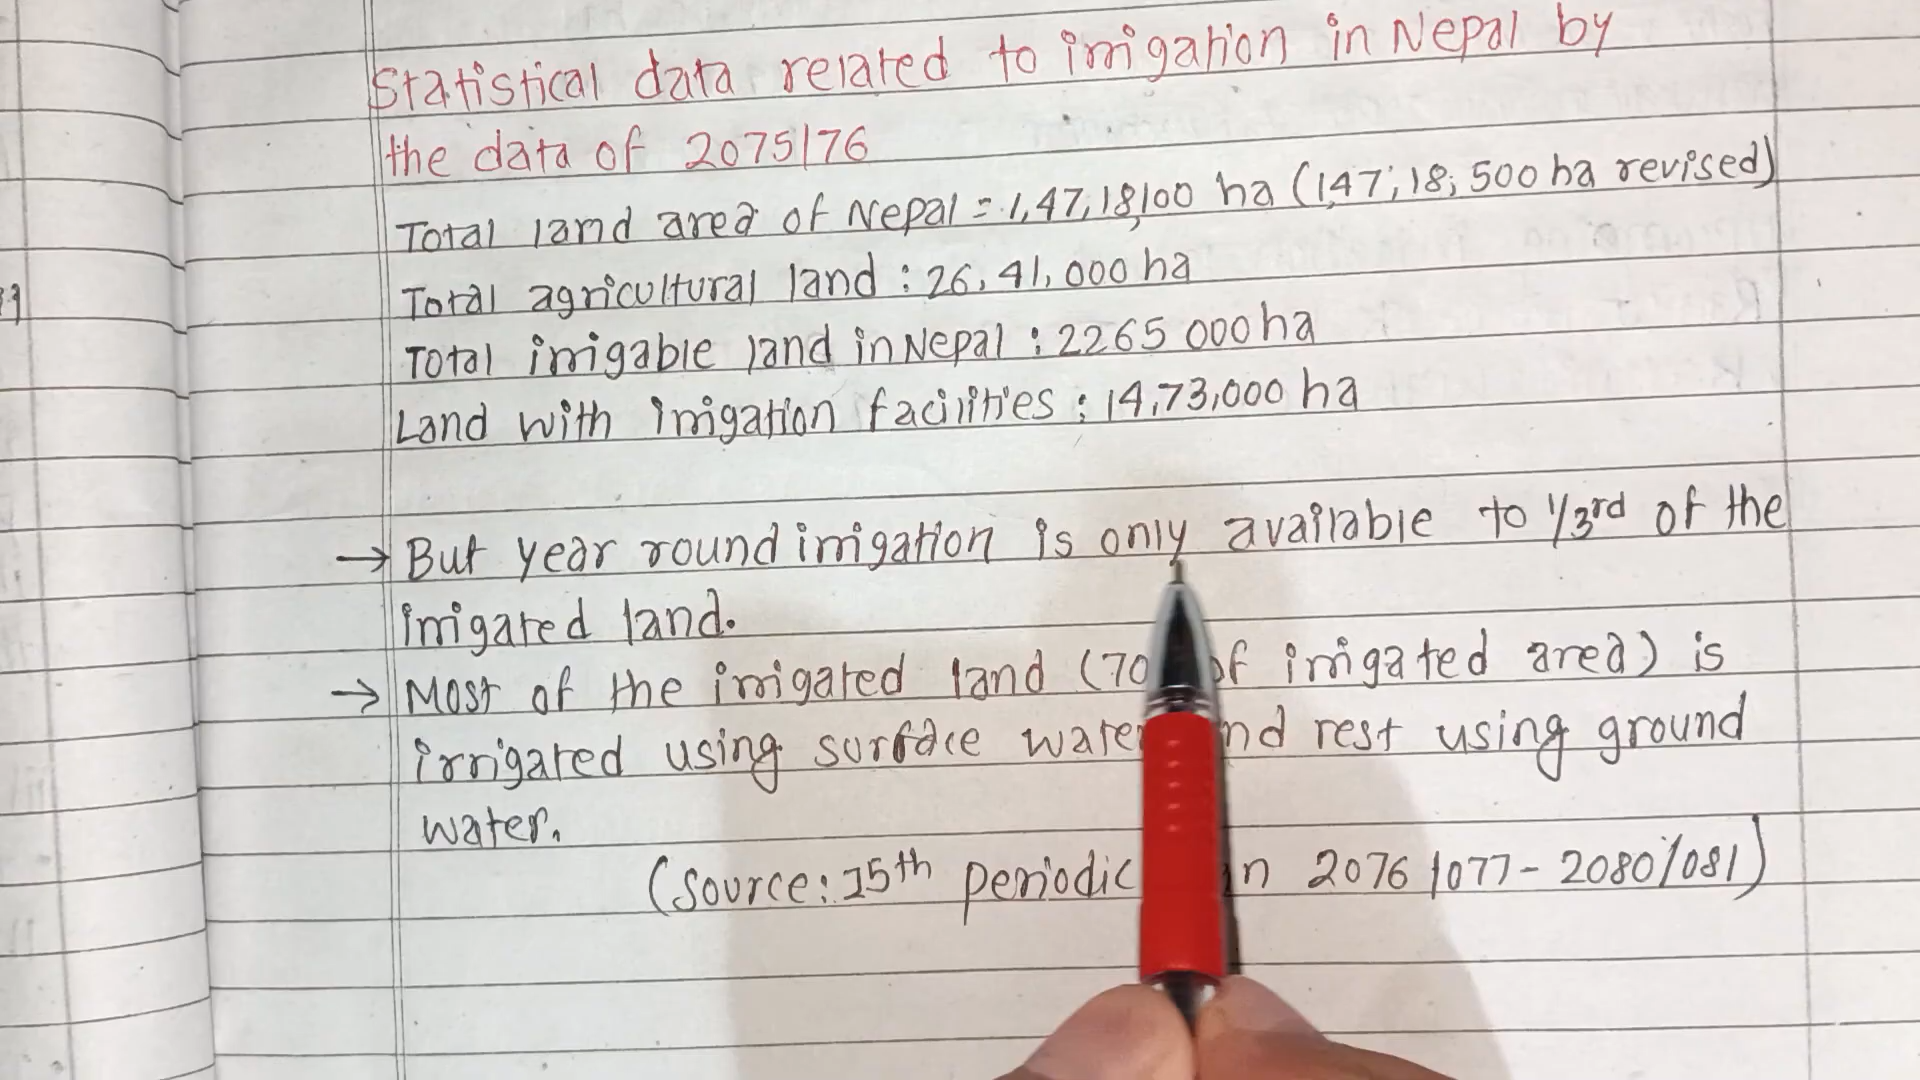 Statistical data related to irrigation in Nepal by
the data of 2075/76
Total land area of Nepal = 1,47,18,100 ha (1,47,18,500 ha revised)
Total agricultural land : 26,41,000 ha
Total irrigable land in Nepal : 2265 000 ha
Land with irrigation facilities : 14,73,000 ha
→ But year round irrigation is only available to 1/3rd of the
irrigated land.
→ Most of the irrigated land (70 of irrigated area) is
irrigated using surface water and rest using ground
water.
(Source: 15th periodic 2076/077-2080/081)